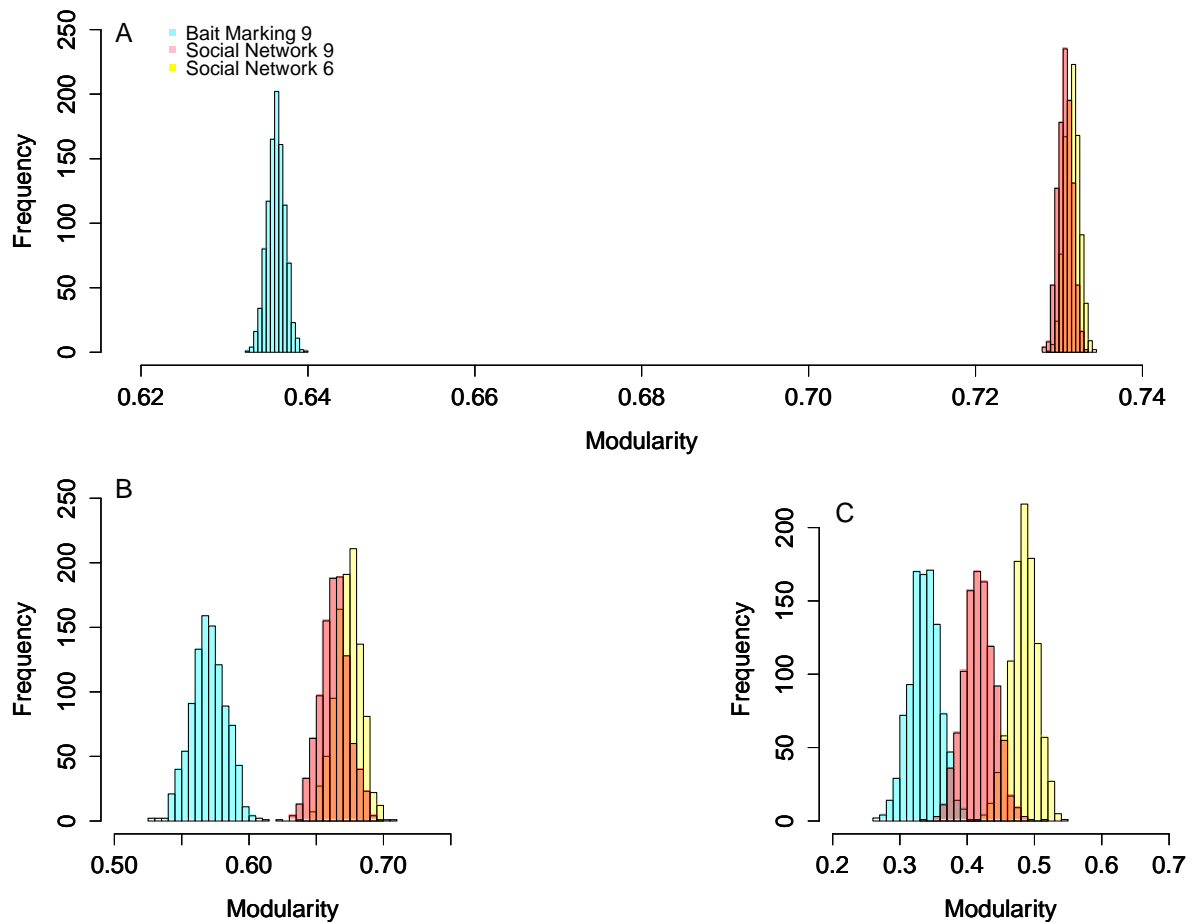 A
Bait Marking 9
Social Network 9
Social Network 6
250
200
150
100
50
0
Frequency
0.62 0.64 0.66 0.68 0.70 0.72 0.74
Modularity
B
250
200
150
100
50
0
Frequency
0.50 0.60 0.70
Modularity
C
200
150
100
50
0
Frequency
0.2 0.3 0.4 0.5 0.6 0.7
Modularity